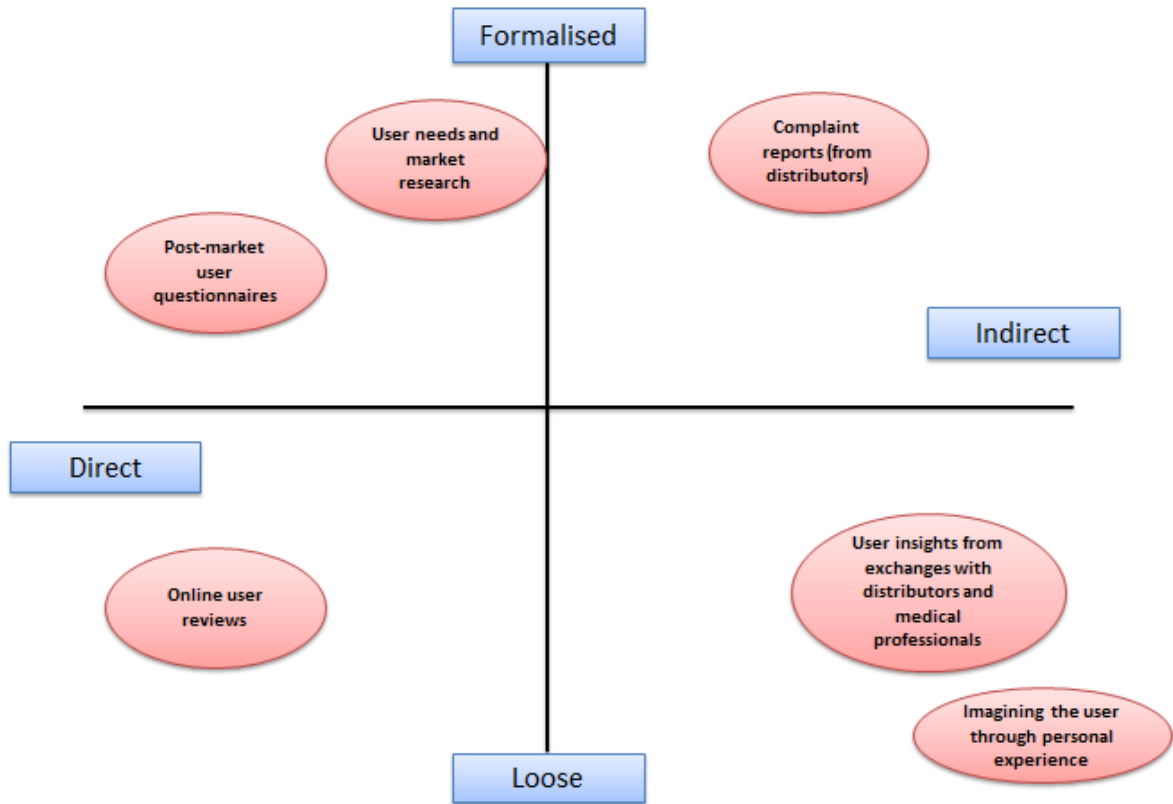 Formalised
User needs and
market
research
Complaint
reports (from
distributors)
Post-market
user
questionnaires
Indirect
Direct
Online user
reviews
User insights from
exchanges with
distributors and
medical
professionals
Imagining the user
through personal
experience
Loose